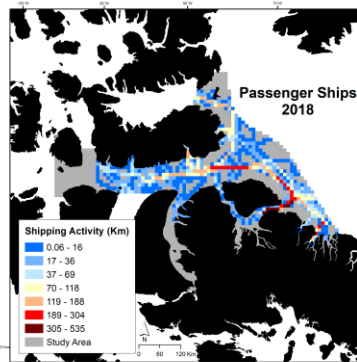 Passenger Ships
2018
Shipping Activity (Km)
0.06 - 16
17 - 36
37 - 69
70 - 118
119 - 188
189 - 304
305 - 535
Study Area
N
0 30 60 120 Km